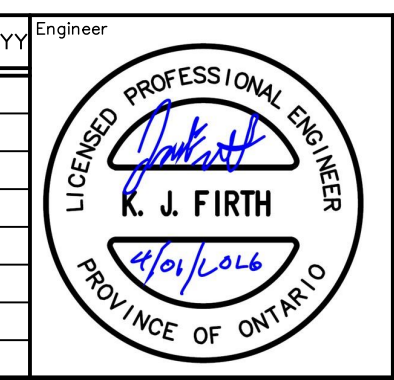 YY
Engineer
LICENSED PROFESSIONAL ENGINEER
K. J. FIRTH
4/01/2016
PROVINCE OF ONTARIO